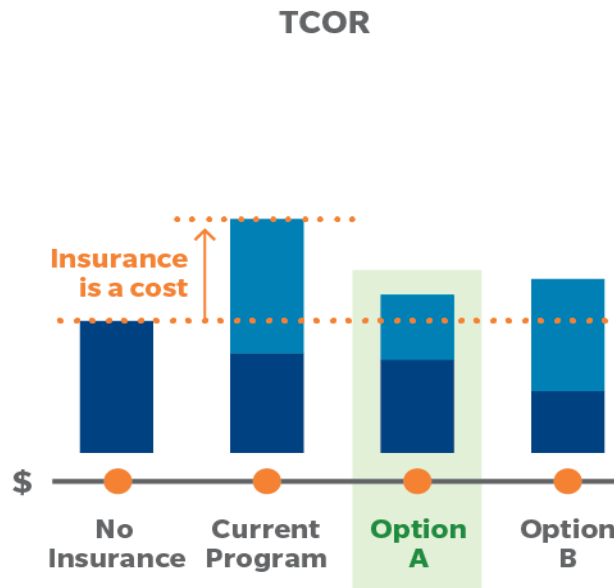 TCOR
Insurance
is a cost
$
No
Insurance
Current
Program
Option
A
Option
B